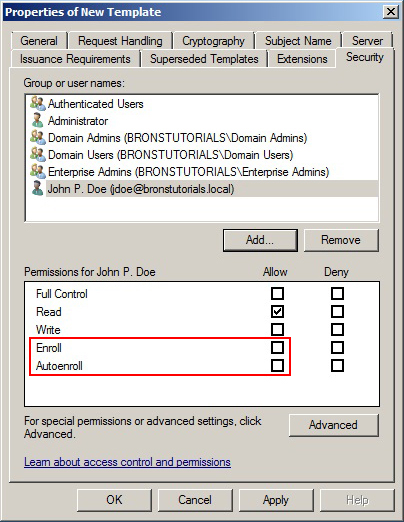 Properties of New Template
General
Request Handling
Cryptography
Subject Name
Server
Issuance Requirements
Superseded Templates
Extensions
Security
Group or user names:
Authenticated Users
Administrator
Domain Admins (BRONSTUTORIALS\Domain Admins)
Domain Users (BRONSTUTORIALS\Domain Users)
Enterprise Admins (BRONSTUTORIALS\Enterprise Admins)
John P. Doe (jdoe@bronstutorials.local)
Add...
Remove
Permissions for John P. Doe
Allow
Deny
Full Control
Read
Write
Enroll
Autoenroll
For special permissions or advanced settings, click
Advanced.
Advanced
Learn about access control and permissions
OK
Cancel
Apply
Help